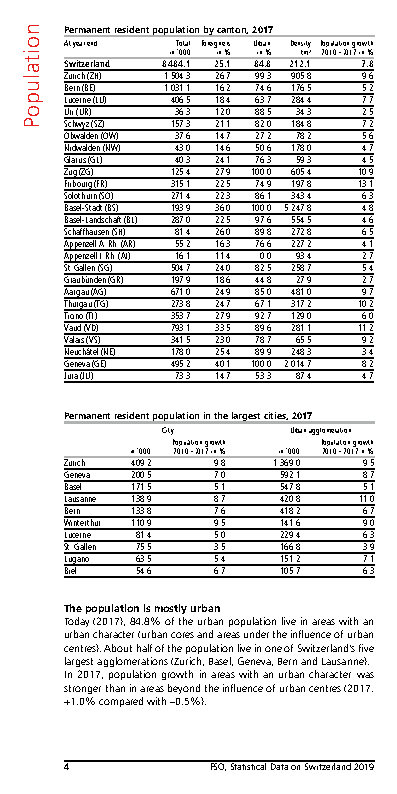 Population
Permanent resident population by canton, 2017
At year end Total Foreigners Urban Density Population growth
in '000 in % in % km² 2010 – 2017 in %
Switzerland 8 484.1 25.1 84.8 212.1 7.8
Zurich (ZH) 1 504.3 26.7 99.3 905.8 9.6
Bern (BE) 1 031.1 16.2 74.6 176.5 5.2
Lucerne (LU) 406.5 18.4 63.7 284.4 7.7
Uri (UR) 36.3 12.0 88.5 34.3 2.5
Schwyz (SZ) 157.3 21.1 82.0 184.8 7.2
Obwalden (OW) 37.6 14.7 27.2 78.2 5.6
Nidwalden (NW) 43.0 14.6 50.6 178.0 4.7
Glarus (GL) 40.3 24.1 76.3 59.3 4.5
Zug (ZG) 125.4 27.9 100.0 605.4 10.9
Fribourg (FR) 315.1 22.5 74.9 197.8 13.1
Solothurn (SO) 271.4 22.3 86.1 343.4 6.3
Basel-Stadt (BS) 193.9 36.0 100.0 5 247.8 4.8
Basel-Landschaft (BL) 287.0 22.5 97.6 554.5 4.6
Schaffhausen (SH) 81.4 26.0 89.8 272.8 6.5
Appenzell A. Rh. (AR) 55.2 16.3 76.6 227.2 4.1
Appenzell I. Rh. (AI) 16.1 11.4 0.0 93.4 2.7
St. Gallen (SG) 504.7 24.0 82.5 258.7 5.4
Graubünden (GR) 197.9 18.6 44.8 27.9 2.7
Aargau (AG) 671.0 24.9 85.0 481.0 9.7
Thurgau (TG) 273.8 24.7 67.1 317.2 10.2
Ticino (TI) 353.7 27.9 92.7 129.0 6.0
Vaud (VD) 793.1 33.5 89.6 281.1 11.2
Valais (VS) 341.5 23.0 78.7 65.5 9.2
Neuchâtel (NE) 178.0 25.4 89.9 248.3 3.4
Geneva (GE) 495.2 40.1 100.0 2 014.7 8.2
Jura (JU) 73.3 14.7 53.3 87.4 4.7
Permanent resident population in the largest cities, 2017
City Urban agglomeration
Population growth Population growth
in '000 2010 – 2017 in % in '000 2010 – 2017 in %
Zurich 409.2 9.8 1 369.0 9.5
Geneva 200.5 7.0 592.1 8.7
Basel 171.5 5.1 547.8 5.1
Lausanne 138.9 8.7 420.8 11.0
Bern 133.8 7.6 418.2 6.7
Winterthur 110.9 9.5 141.6 9.0
Lucerne 81.4 5.0 229.4 6.3
St. Gallen 75.5 3.5 166.8 3.9
Lugano 63.5 5.4 151.2 7.1
Biel 54.6 6.7 105.7 6.3
The population is mostly urban
Today (2017), 84.8% of the urban population live in areas with an
urban character (urban cores and areas under the influence of urban
centres). About half of the population live in one of Switzerland's five
largest agglomerations (Zurich, Basel, Geneva, Bern and Lausanne).
In 2017, population growth in areas with an urban character was
stronger than in areas beyond the influence of urban centres (2017.
+1.0% compared with –0.5%).
4 FSO, Statistical Data on Switzerland 2019